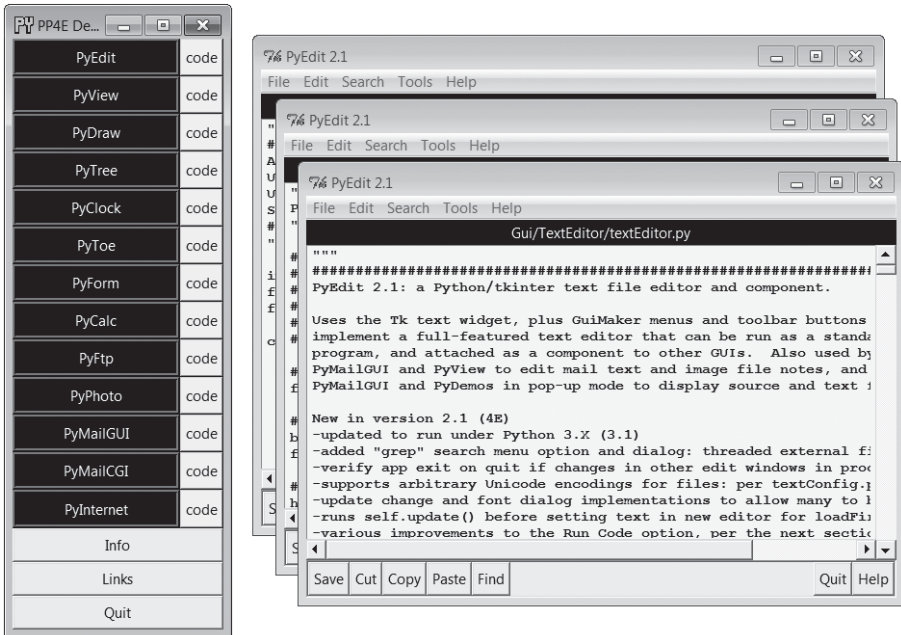 PP4E De...
PyEdit code
PyView code
PyDraw code
PyTree code
PyClock code
PyToe code
PyForm code
PyCalc code
PyFtp code
PyPhoto code
PyMailGUI code
PyMailCGI code
PyInternet code
Info
Links
Quit
PyEdit 2.1
File Edit Search Tools Help
PyEdit 2.1
File Edit Search Tools Help
PyEdit 2.1
File Edit Search Tools Help
Gui/TextEditor/textEditor.py
"""
################################################################
PyEdit 2.1: a Python/tkinter text file editor and component.
Uses the Tk text widget, plus GuiMaker menus and toolbar buttons
implement a full-featured text editor that can be run as a standa
program, and attached as a component to other GUIs. Also used by
PyMailGUI and PyView to edit mail text and image file notes, and
PyMailGUI and PyDemos in pop-up mode to display source and text
New in version 2.1 (4E)
-updated to run under Python 3.X (3.1)
-added "grep" search menu option and dialog: threaded external fi
-verify app exit on quit if changes in other edit windows in proc
-supports arbitrary Unicode encodings for files: per textConfig.p
-update change and font dialog implementations to allow many to
-runs self.update() before setting text in new editor for loadFir
-various improvements to the Run Code option, per the next sectio
Save Cut Copy Paste Find Quit Help